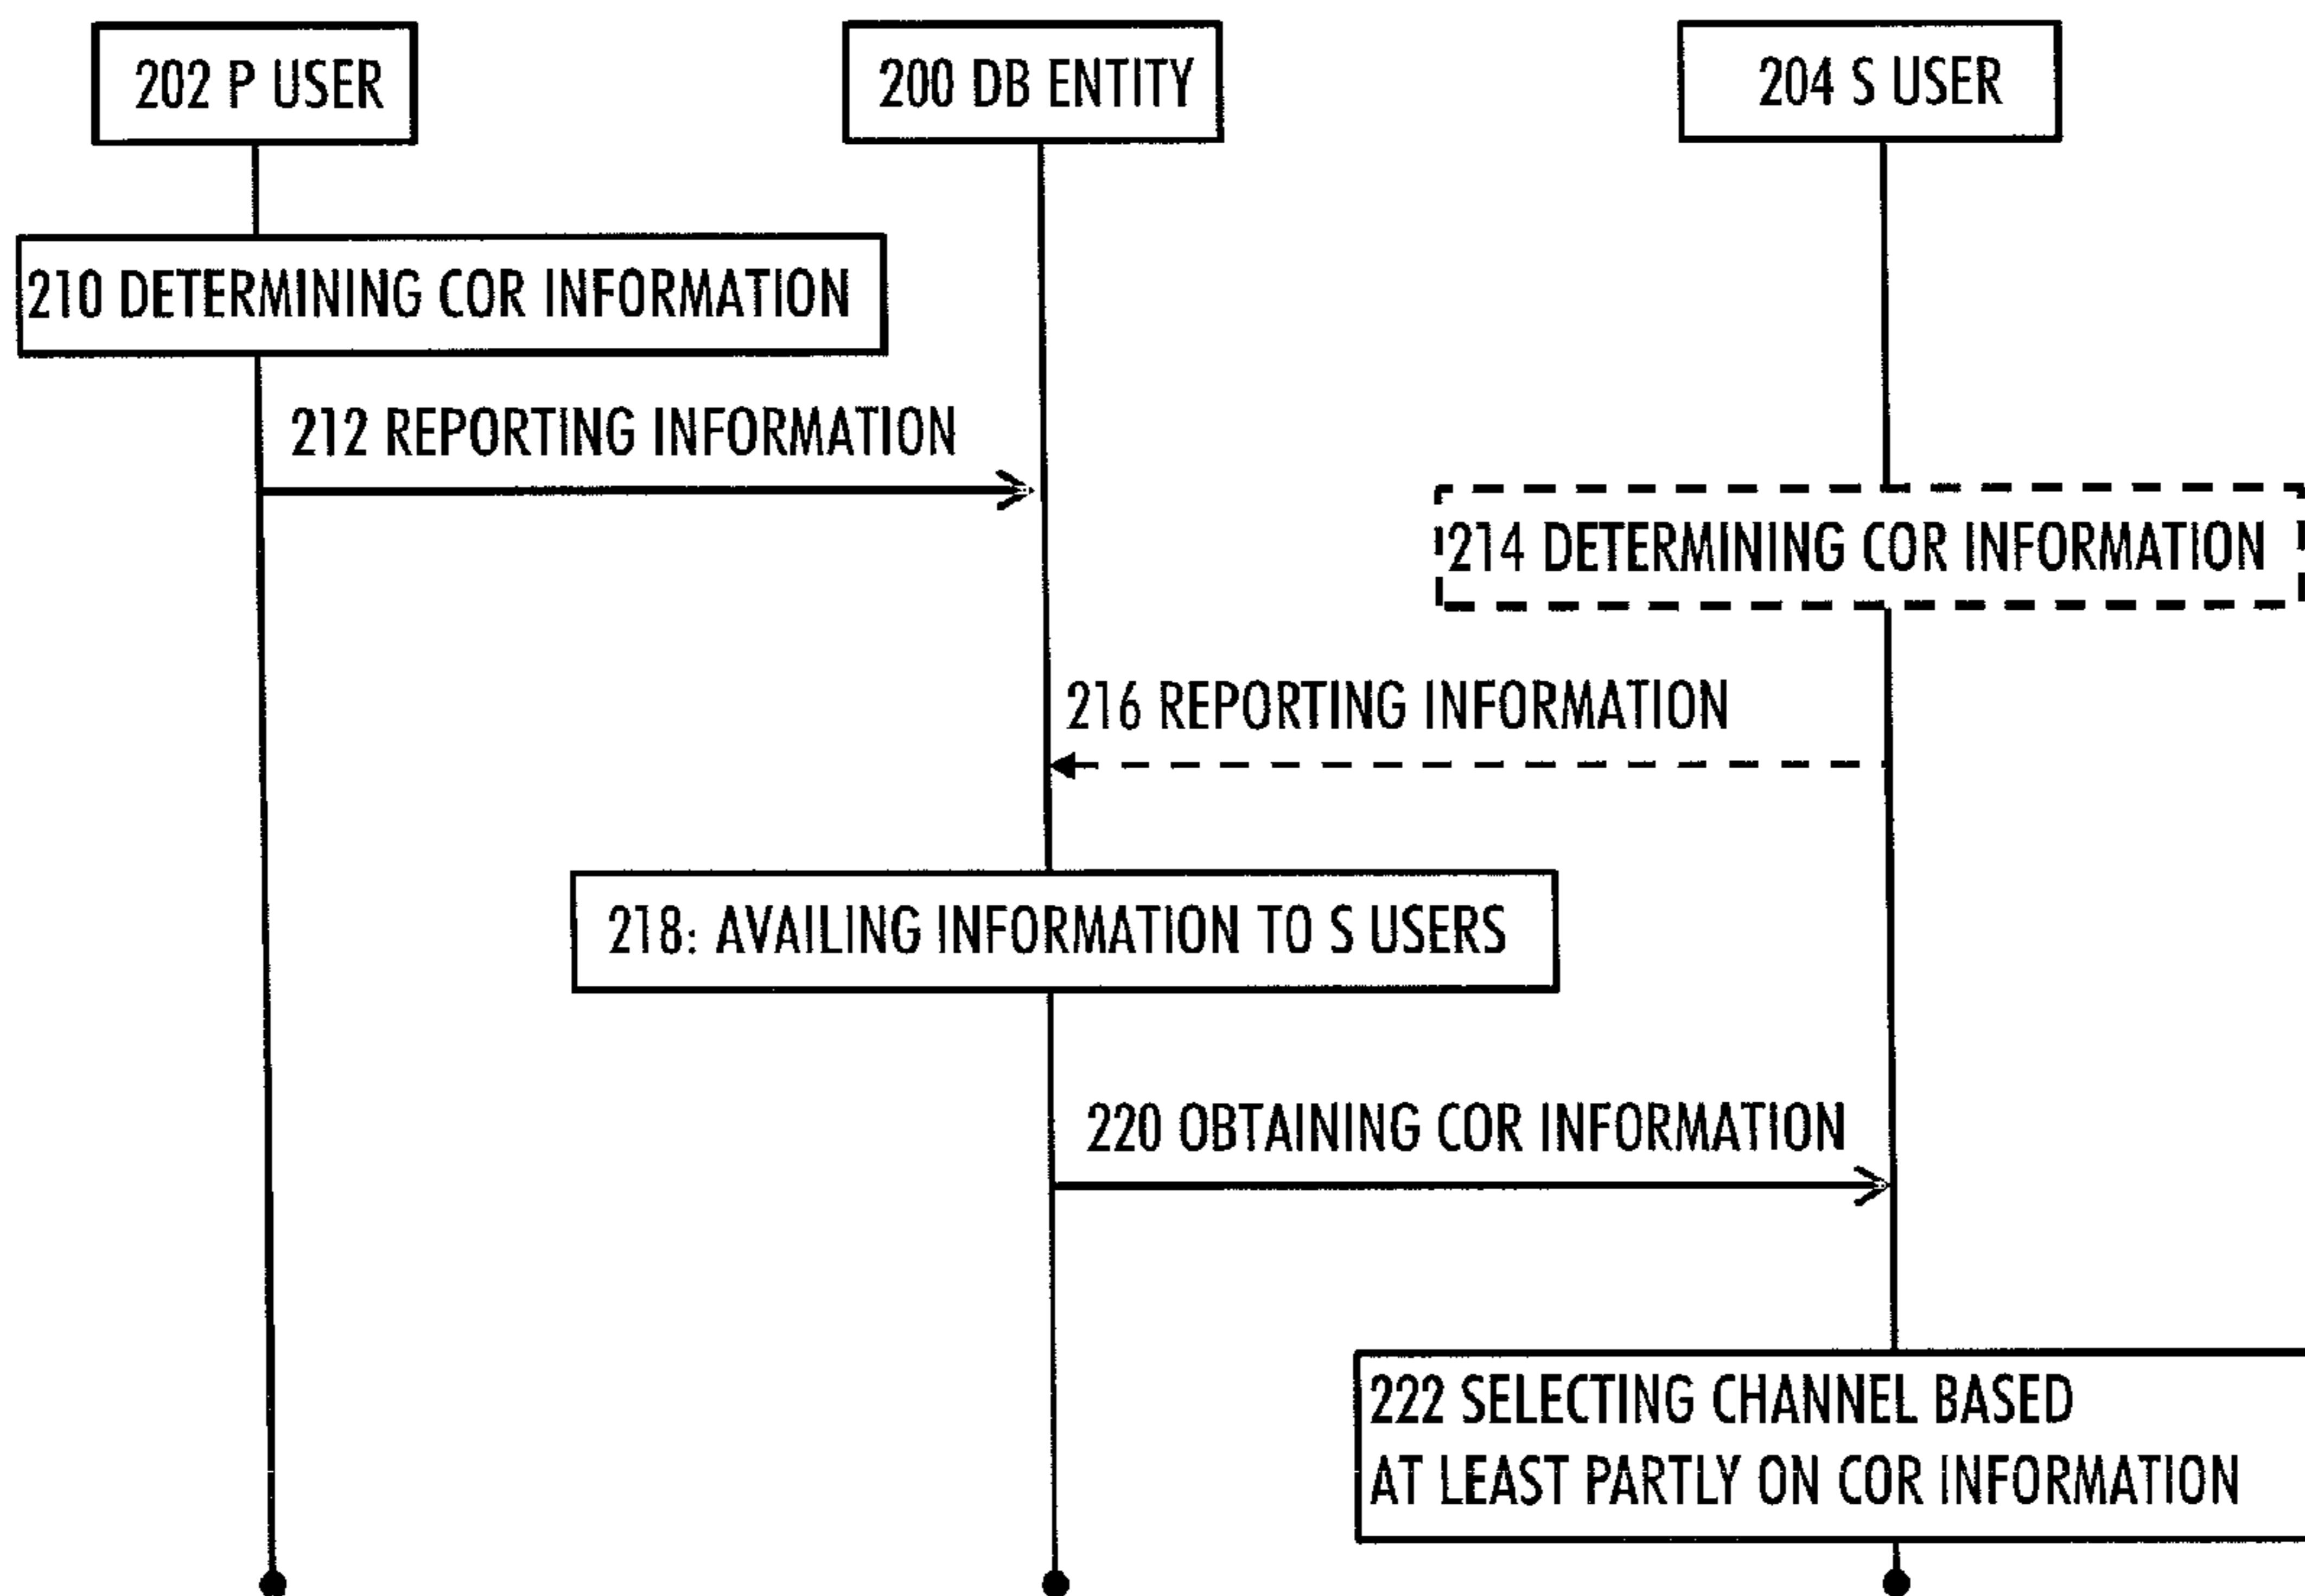 202 P USER
200 DB ENTITY
204 S USER
210 DETERMINING COR INFORMATION
212 REPORTING INFORMATION
214 DETERMINING COR INFORMATION
216 REPORTING INFORMATION
218: AVAILING INFORMATION TO S USERS
220 OBTAINING COR INFORMATION
222 SELECTING CHANNEL BASED
AT LEAST PARTLY ON COR INFORMATION